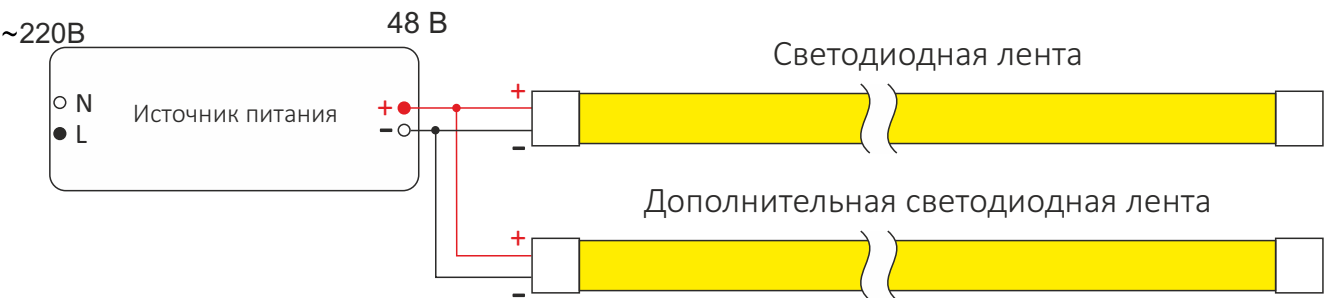 ~220В
48 В
Светодиодная лента
N
Источник питания
L
+
-
+
-
Дополнительная светодиодная лента
+
-